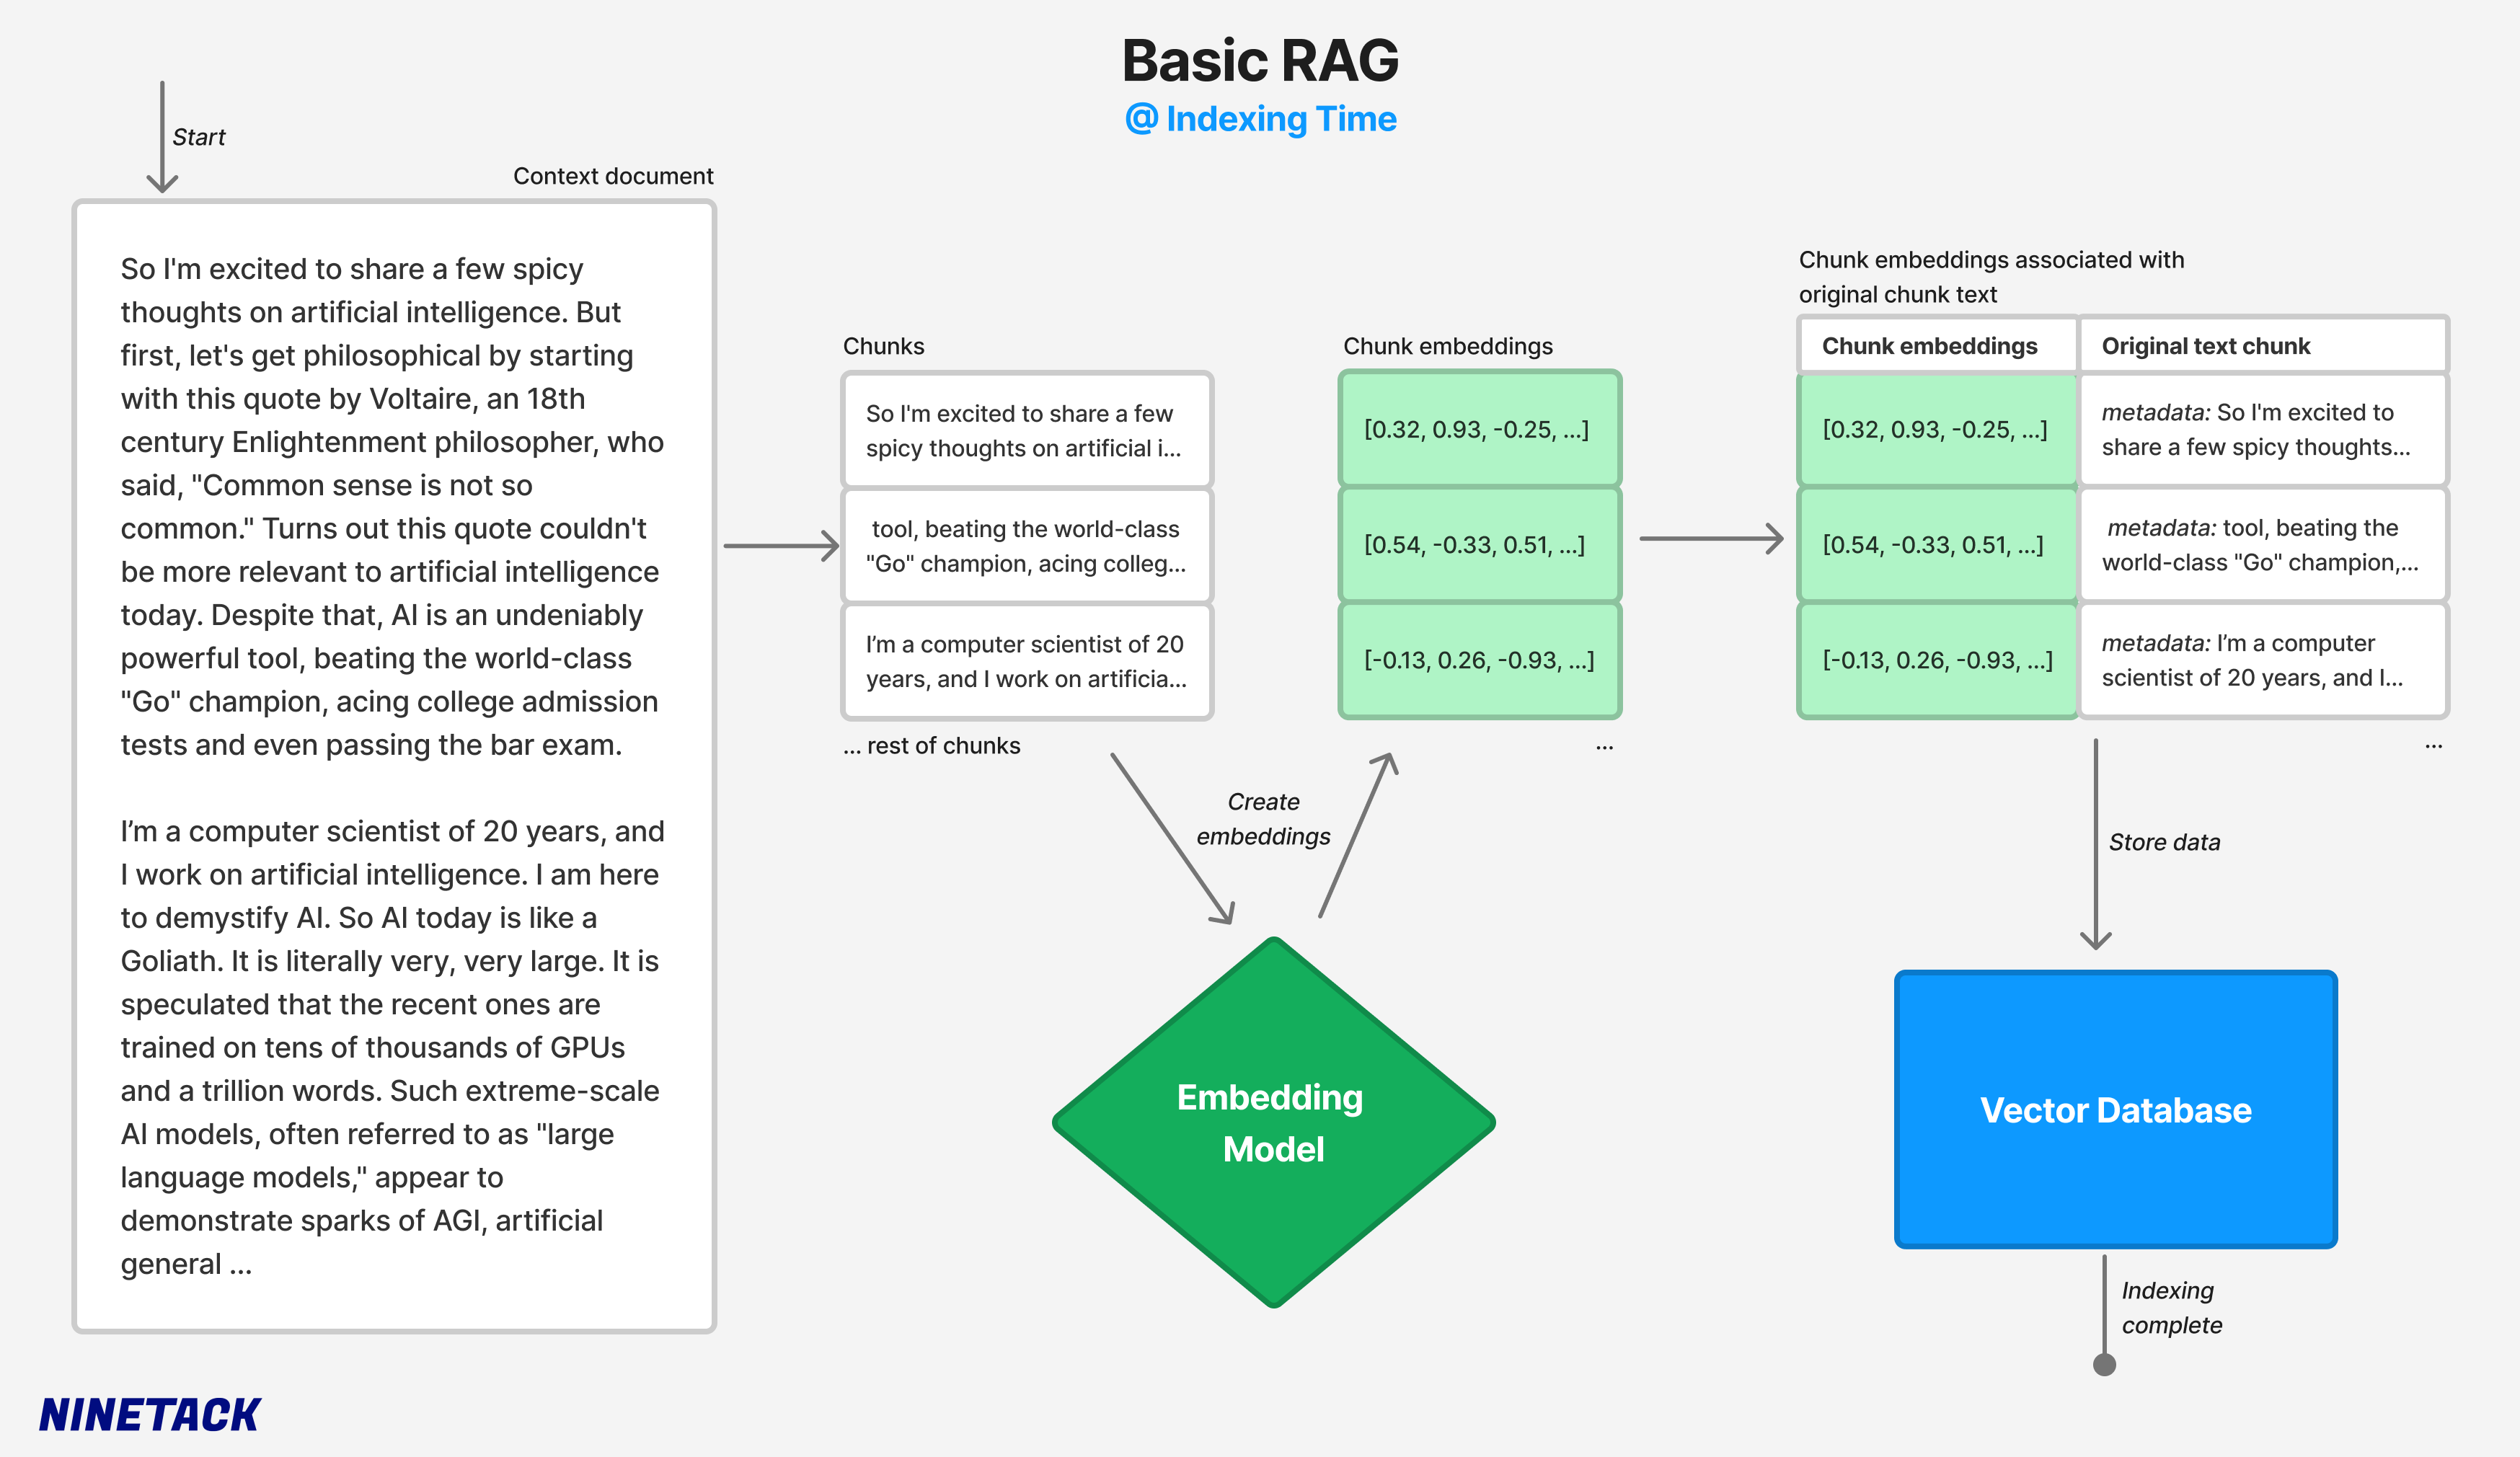 Basic RAG
@ Indexing Time
Start
Context document
So I'm excited to share a few spicy
thoughts on artificial intelligence. But
first, let's get philosophical by starting
with this quote by Voltaire, an 18th
century Enlightenment philosopher, who
said, "Common sense is not so
common." Turns out this quote couldn't
be more relevant to artificial intelligence
today. Despite that, AI is an undeniably
powerful tool, beating the world-class
"Go" champion, acing college admission
tests and even passing the bar exam.
I’m a computer scientist of 20 years, and
I work on artificial intelligence. I am here
to demystify AI. So AI today is like a
Goliath. It is literally very, very large. It is
speculated that the recent ones are
trained on tens of thousands of GPUs
and a trillion words. Such extreme-scale
AI models, often referred to as "large
language models," appear to
demonstrate sparks of AGI, artificial
general ...
Chunks
So I'm excited to share a few
spicy thoughts on artificial i...
tool, beating the world-class
"Go" champion, acing colleg...
I’m a computer scientist of 20
years, and I work on artificia...
... rest of chunks
Create
embeddings
Embedding
Model
Chunk embeddings
[0.32, 0.93, -0.25, ...]
[0.54, -0.33, 0.51, ...]
[-0.13, 0.26, -0.93, ...]
...
Chunk embeddings associated with
original chunk text
Chunk embeddings
Original text chunk
[0.32, 0.93, -0.25, ...]
metadata: So I'm excited to
share a few spicy thoughts...
[0.54, -0.33, 0.51, ...]
metadata: tool, beating the
world-class "Go" champion,...
[-0.13, 0.26, -0.93, ...]
metadata: I’m a computer
scientist of 20 years, and I...
...
Store data
Vector Database
Indexing
complete
NINETACK